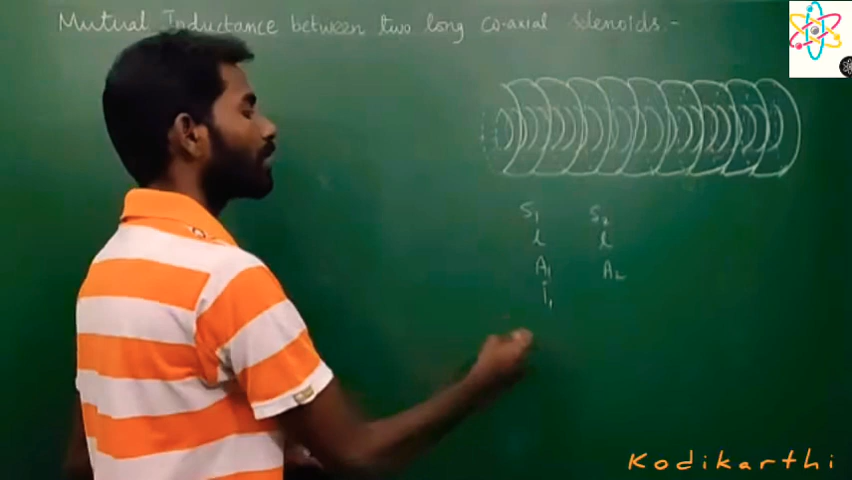 Mutual Inductance between two long co-axial solenoids.-
S₁ S₂
l l
A₁ A₂
i₁
Kodikarthi